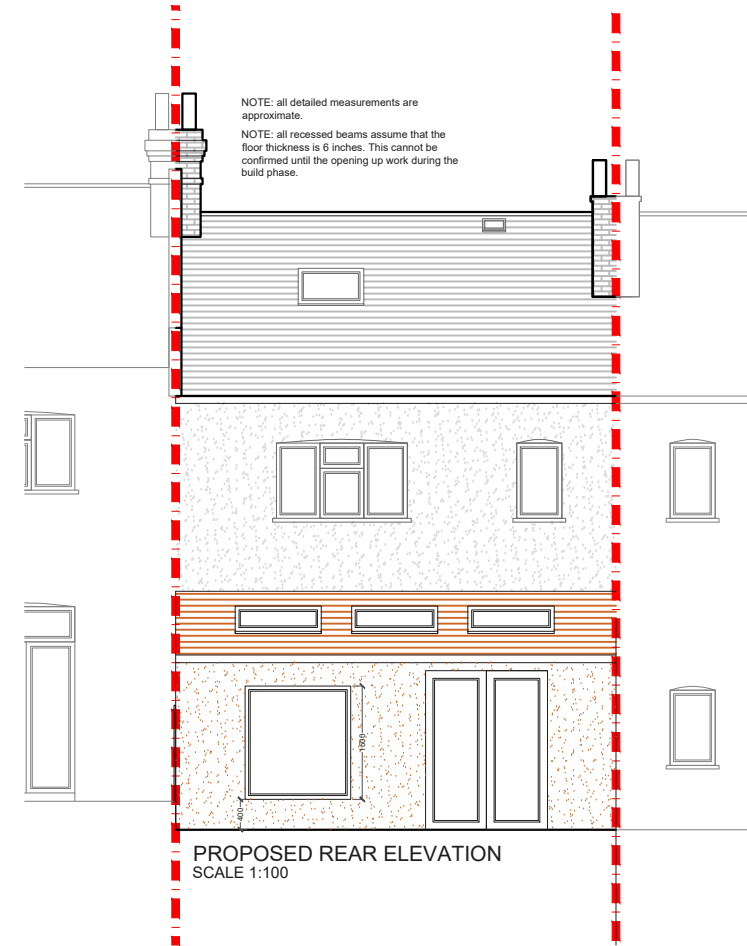 NOTE: all detailed measurements are
approximate.
NOTE: all recessed beams assume that the
floor thickness is 6 inches. This cannot be
confirmed until the opening up work during the
build phase.
1500
400
PROPOSED REAR ELEVATION
SCALE 1:100